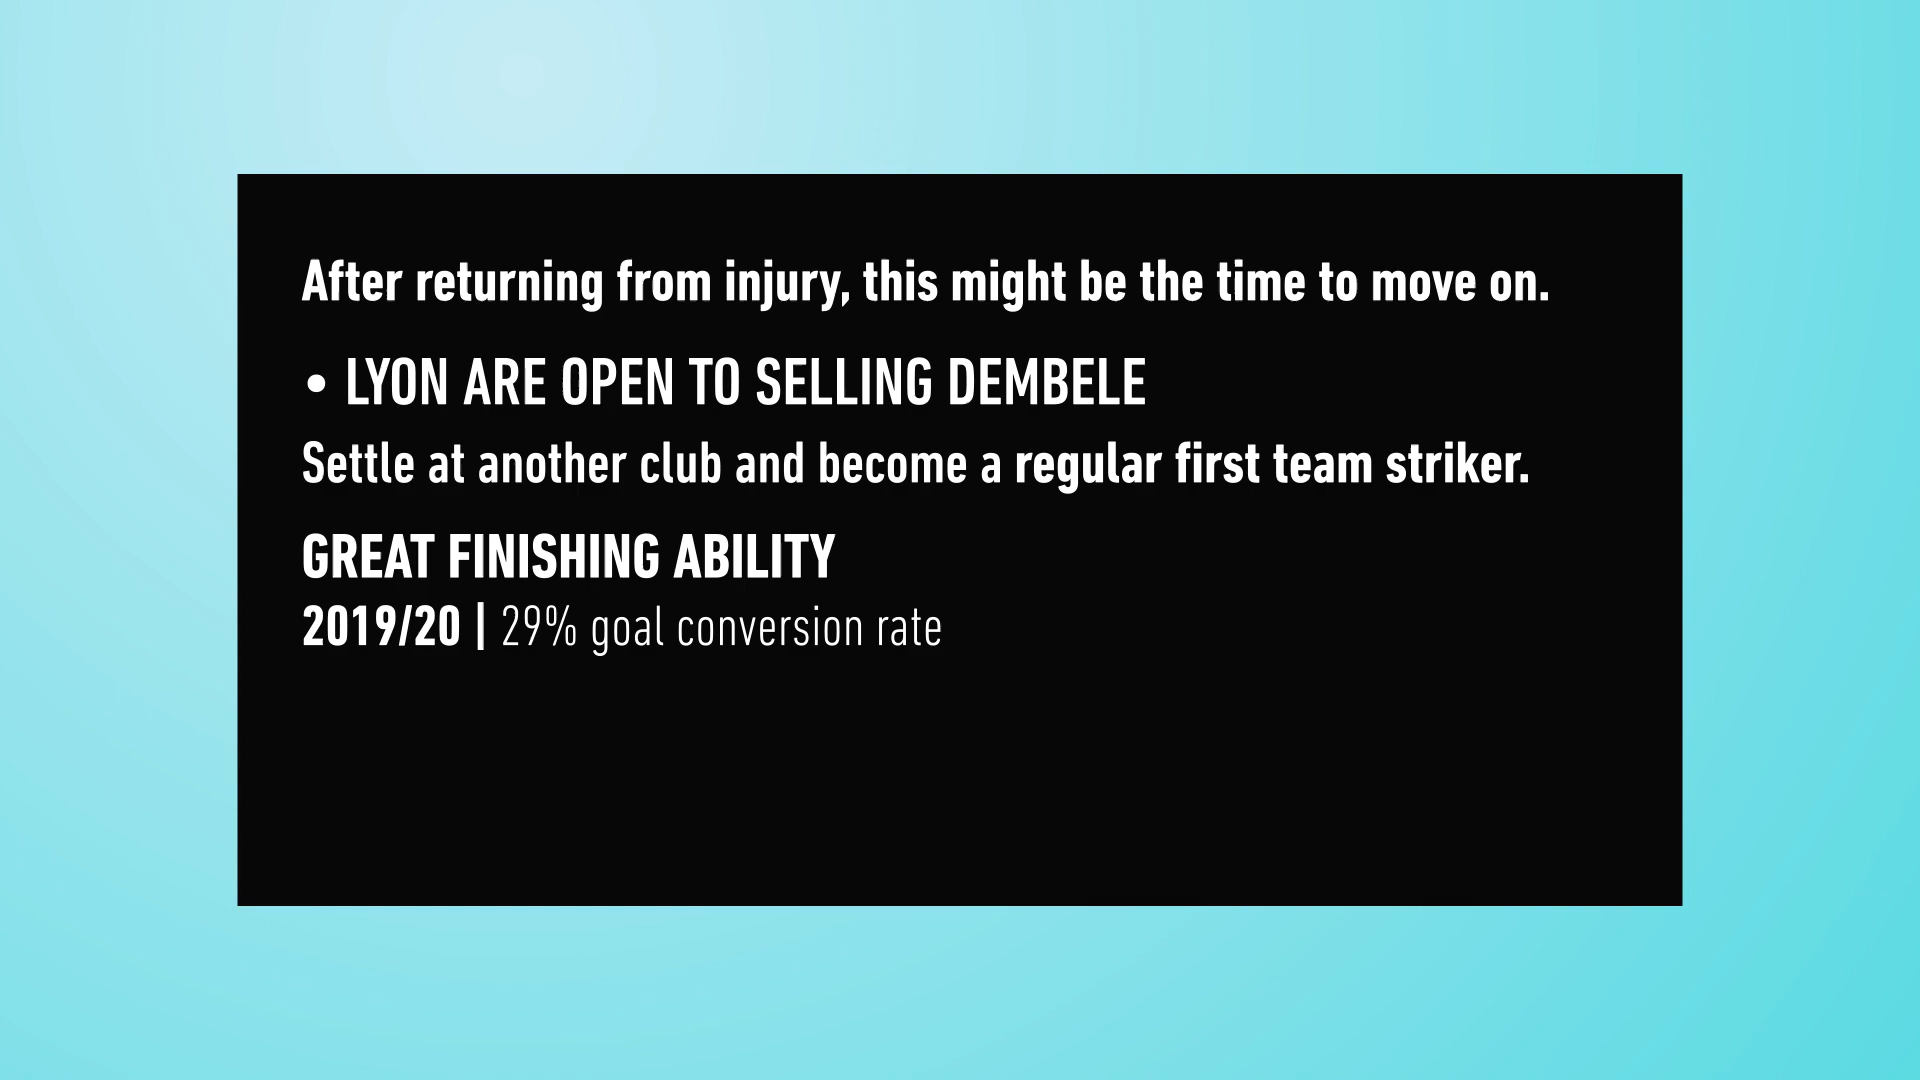 After returning from injury, this might be the time to move on.
• LYON ARE OPEN TO SELLING DEMBELE
Settle at another club and become a regular first team striker.
GREAT FINISHING ABILITY
2019/20 | 29% goal conversion rate